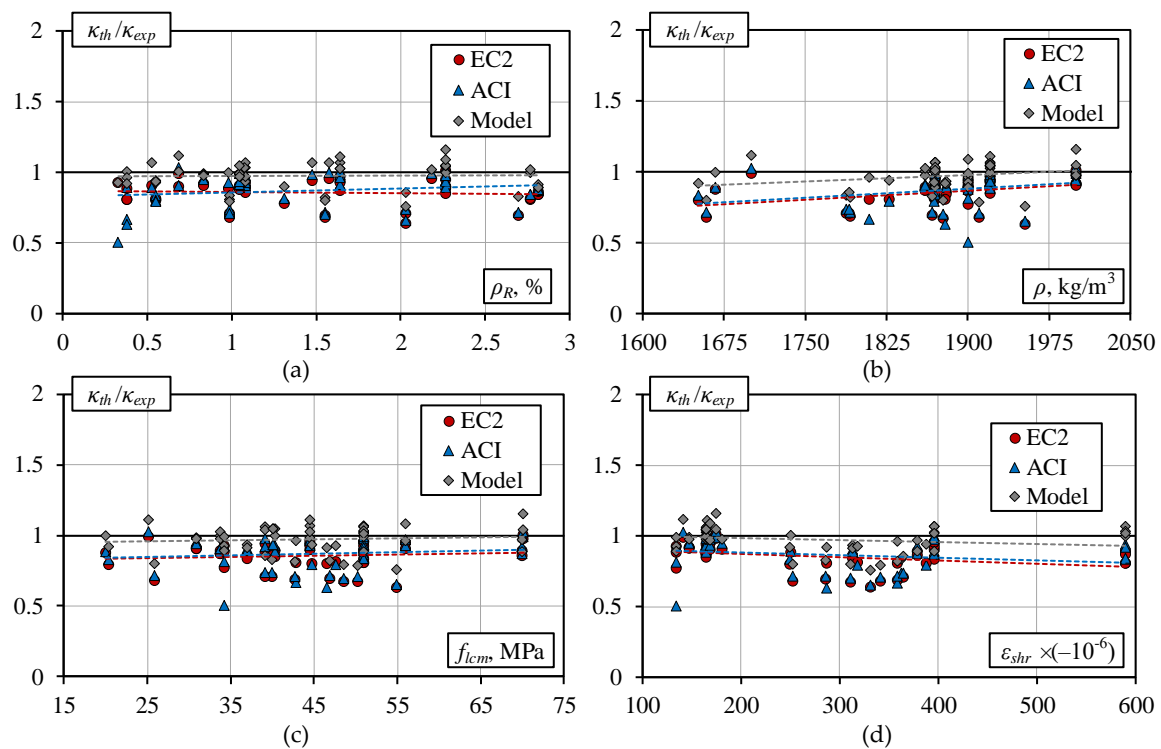 κth/κexp
2
1.5
1
0.5
0
EC2
ACI
Model
ρR, %
0 0.5 1 1.5 2 2.5 3
(a)
κth/κexp
2
1.5
1
0.5
0
EC2
ACI
Model
ρ, kg/m³
1600 1675 1750 1825 1900 1975 2050
(b)
κth/κexp
2
1.5
1
0.5
0
EC2
ACI
Model
flcm, MPa
15 25 35 45 55 65 75
(c)
κth/κexp
2
1.5
1
0.5
0
EC2
ACI
Model
εshr ×(–10⁻⁶)
100 200 300 400 500 600
(d)